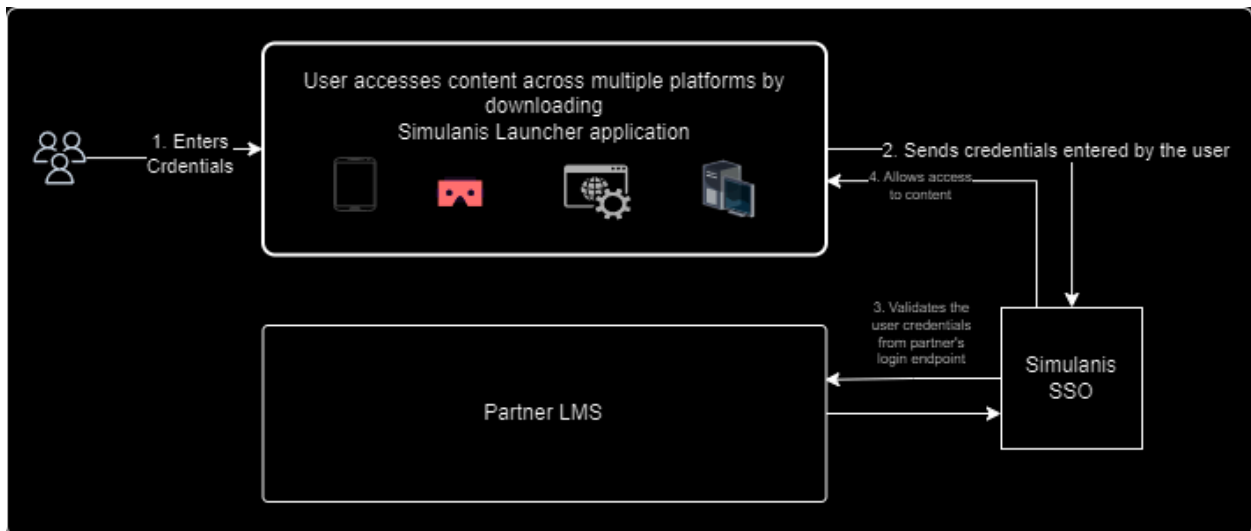 User accesses content across multiple platforms by
downloading
Simulanis Launcher application
1. Enters
Crdentials
2. Sends credentials entered by the user
4. Allows access
to content
3. Validates the
user credentials
from partner's
login endpoint
Simulanis
SSO
Partner LMS